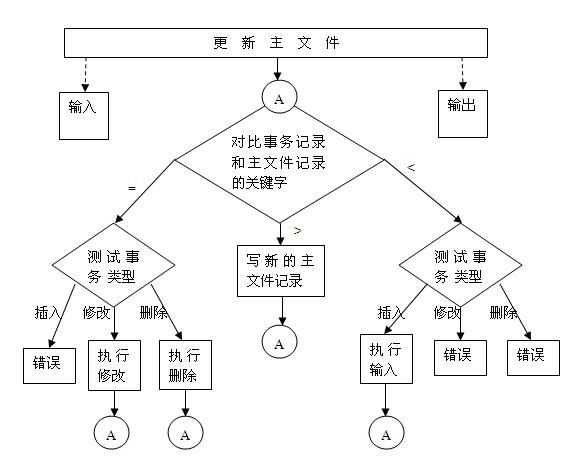 更 新 主 文 件
输入
A
输出
对比事务记录
和主文件记录
的关键字
=
<
>
测 试 事
务 类型
写 新 的 主
文件记录
测 试 事
务 类型
插入
修改
删除
A
插入
修改
删除
错误
执 行
修改
执 行
删除
执 行
输入
错误
错误
A
A
A